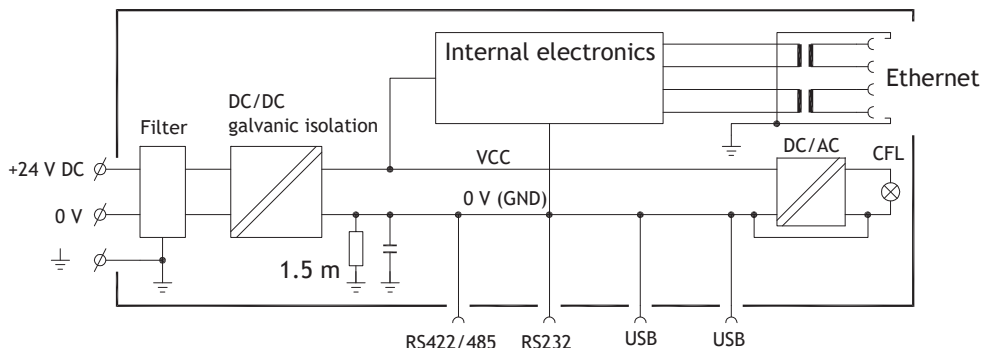 Internal electronics
Ethernet
DC/DC
galvanic isolation
Filter
DC/AC
CFL
+24 V DC
VCC
0 V
0 V (GND)
1.5 m
RS422/485
RS232
USB
USB